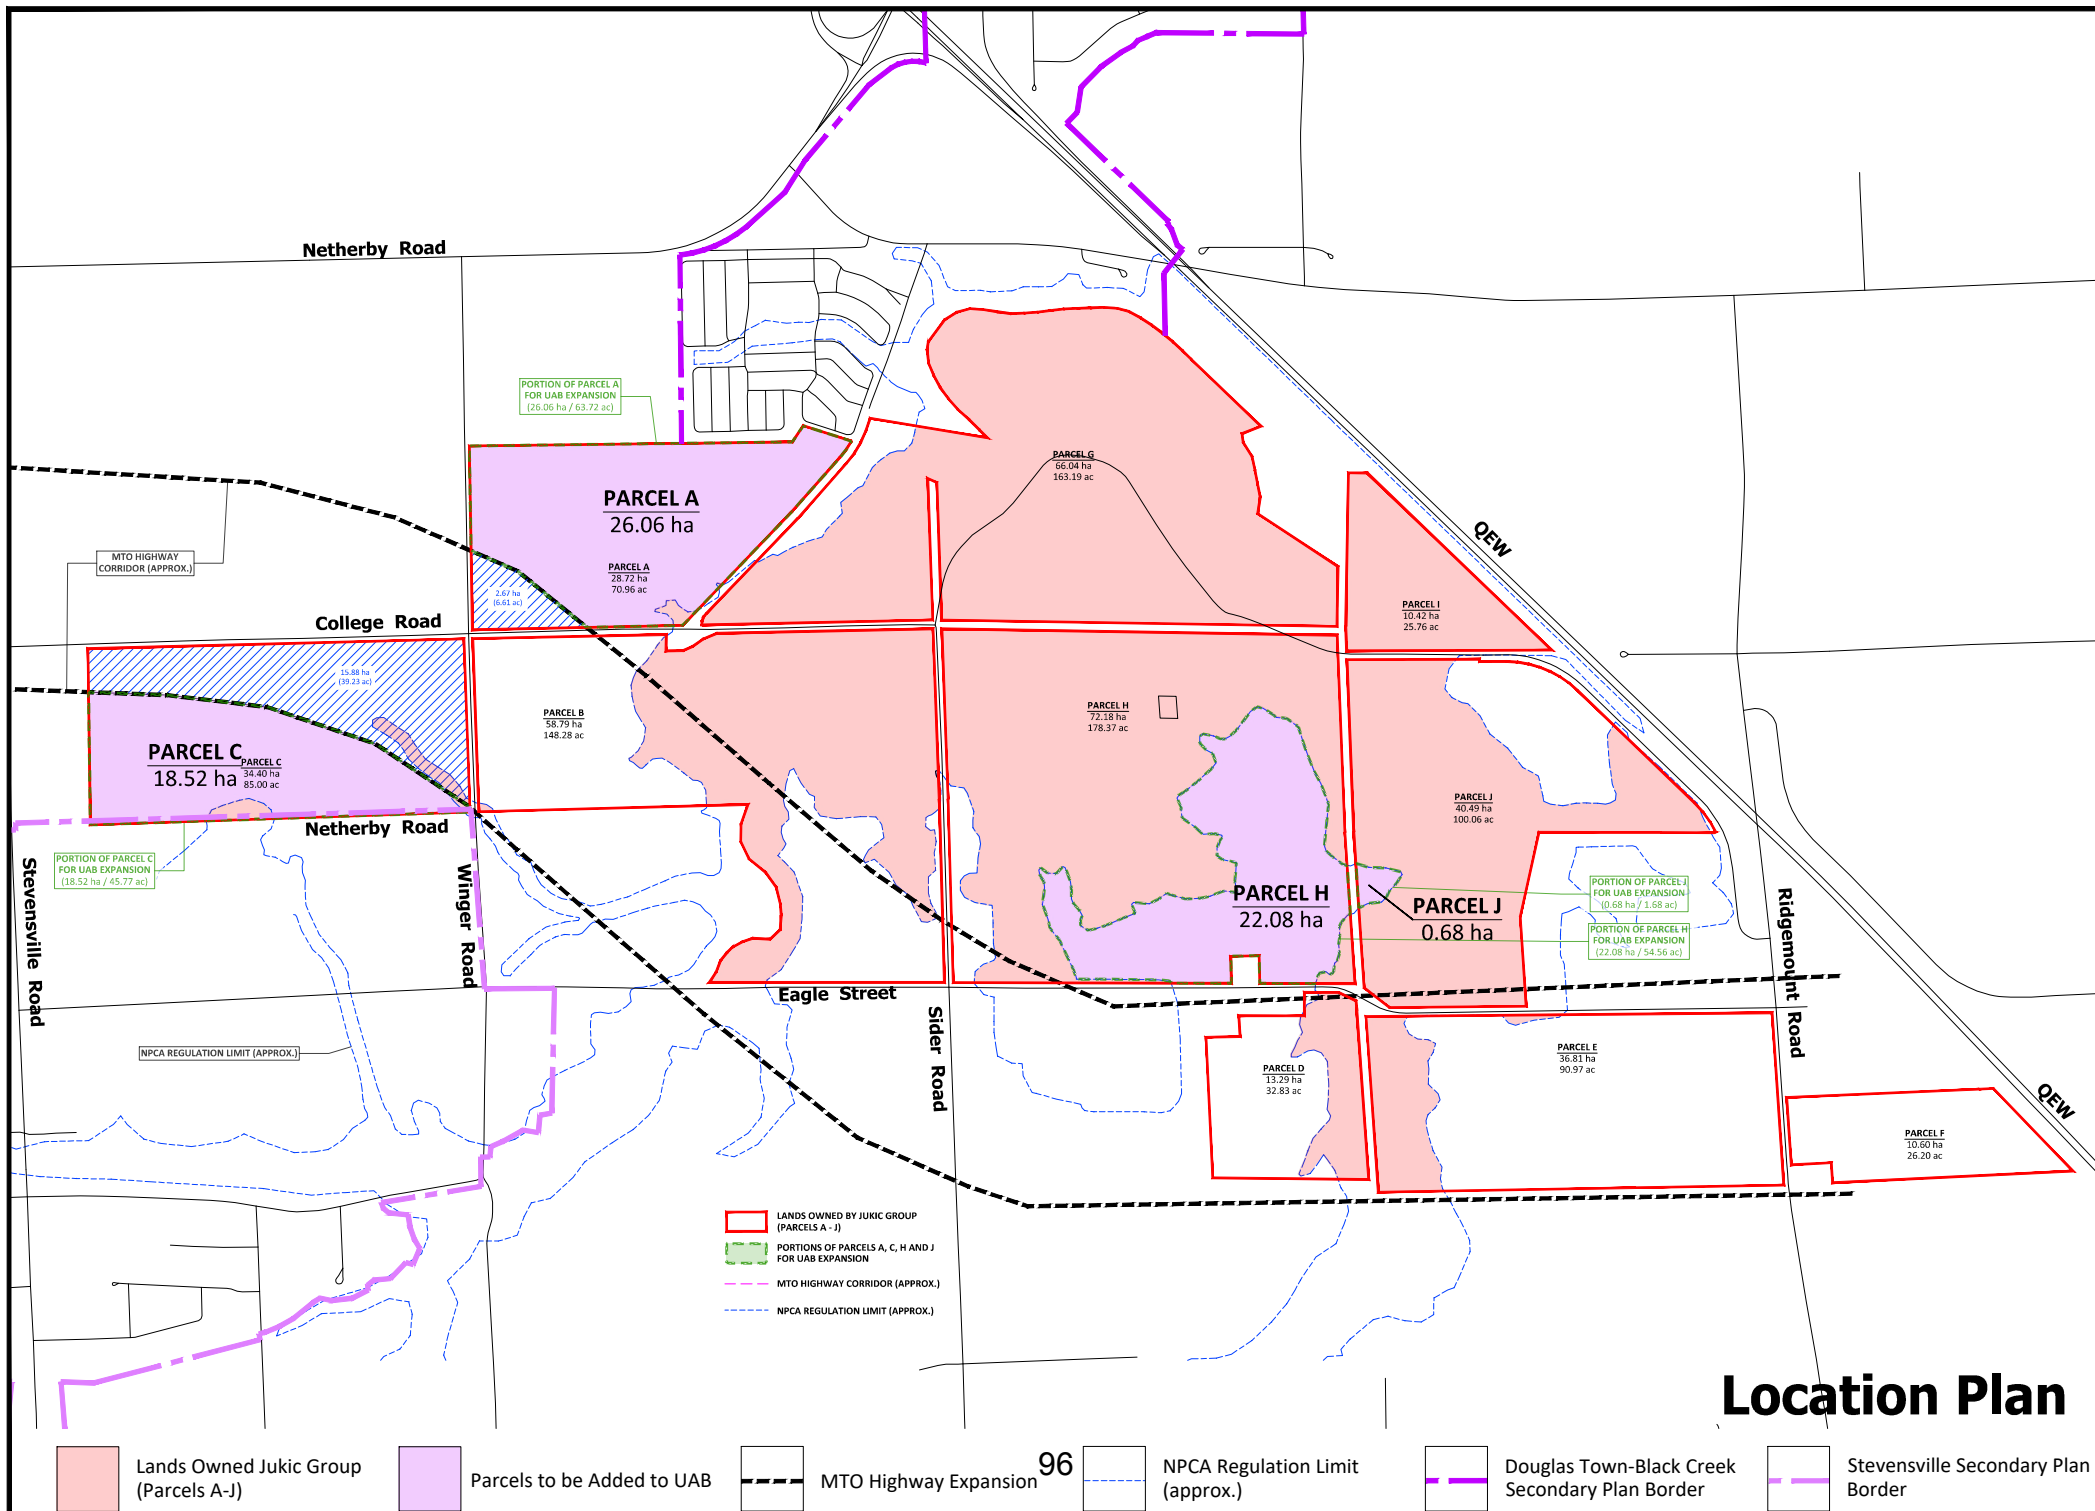 Netherby Road
PORTION OF PARCEL A
FOR UAB EXPANSION
(26.06 ha / 63.72 ac)
PARCEL G
66.04 ha
163.19 ac
PARCEL A
26.06 ha
PARCEL A
28.72 ha
70.96 ac
MTO HIGHWAY
CORRIDOR (APPROX.)
2.67 ha
(6.61 ac)
QEW
College Road
PARCEL I
10.42 ha
25.76 ac
15.88 ha
(39.23 ac)
PARCEL B
58.79 ha
148.28 ac
PARCEL H
72.18 ha
178.37 ac
PARCEL C
18.52 ha
PARCEL C
34.40 ha
85.00 ac
PARCEL J
40.49 ha
100.06 ac
Netherby Road
PORTION OF PARCEL C
FOR UAB EXPANSION
(18.52 ha / 45.77 ac)
Stevensville Road
Winger Road
PARCEL H
22.08 ha
PARCEL J
0.68 ha
PORTION OF PARCEL J
FOR UAB EXPANSION
(0.68 ha / 1.68 ac)
PORTION OF PARCEL H
FOR UAB EXPANSION
(22.08 ha / 54.56 ac)
Ridgemount Road
Eagle Street
Sider Road
NPCA REGULATION LIMIT (APPROX.)
PARCEL D
13.29 ha
32.83 ac
PARCEL E
36.81 ha
90.97 ac
QEW
PARCEL F
10.60 ha
26.20 ac
LANDS OWNED BY JUKIC GROUP
(PARCELS A - J)
PORTIONS OF PARCELS A, C, H AND J
FOR UAB EXPANSION
MTO HIGHWAY CORRIDOR (APPROX.)
NPCA REGULATION LIMIT (APPROX.)
Location Plan
Lands Owned Jukic Group
(Parcels A-J)
Parcels to be Added to UAB
MTO Highway Expansion
96
NPCA Regulation Limit
(approx.)
Douglas Town-Black Creek
Secondary Plan Border
Stevensville Secondary Plan
Border